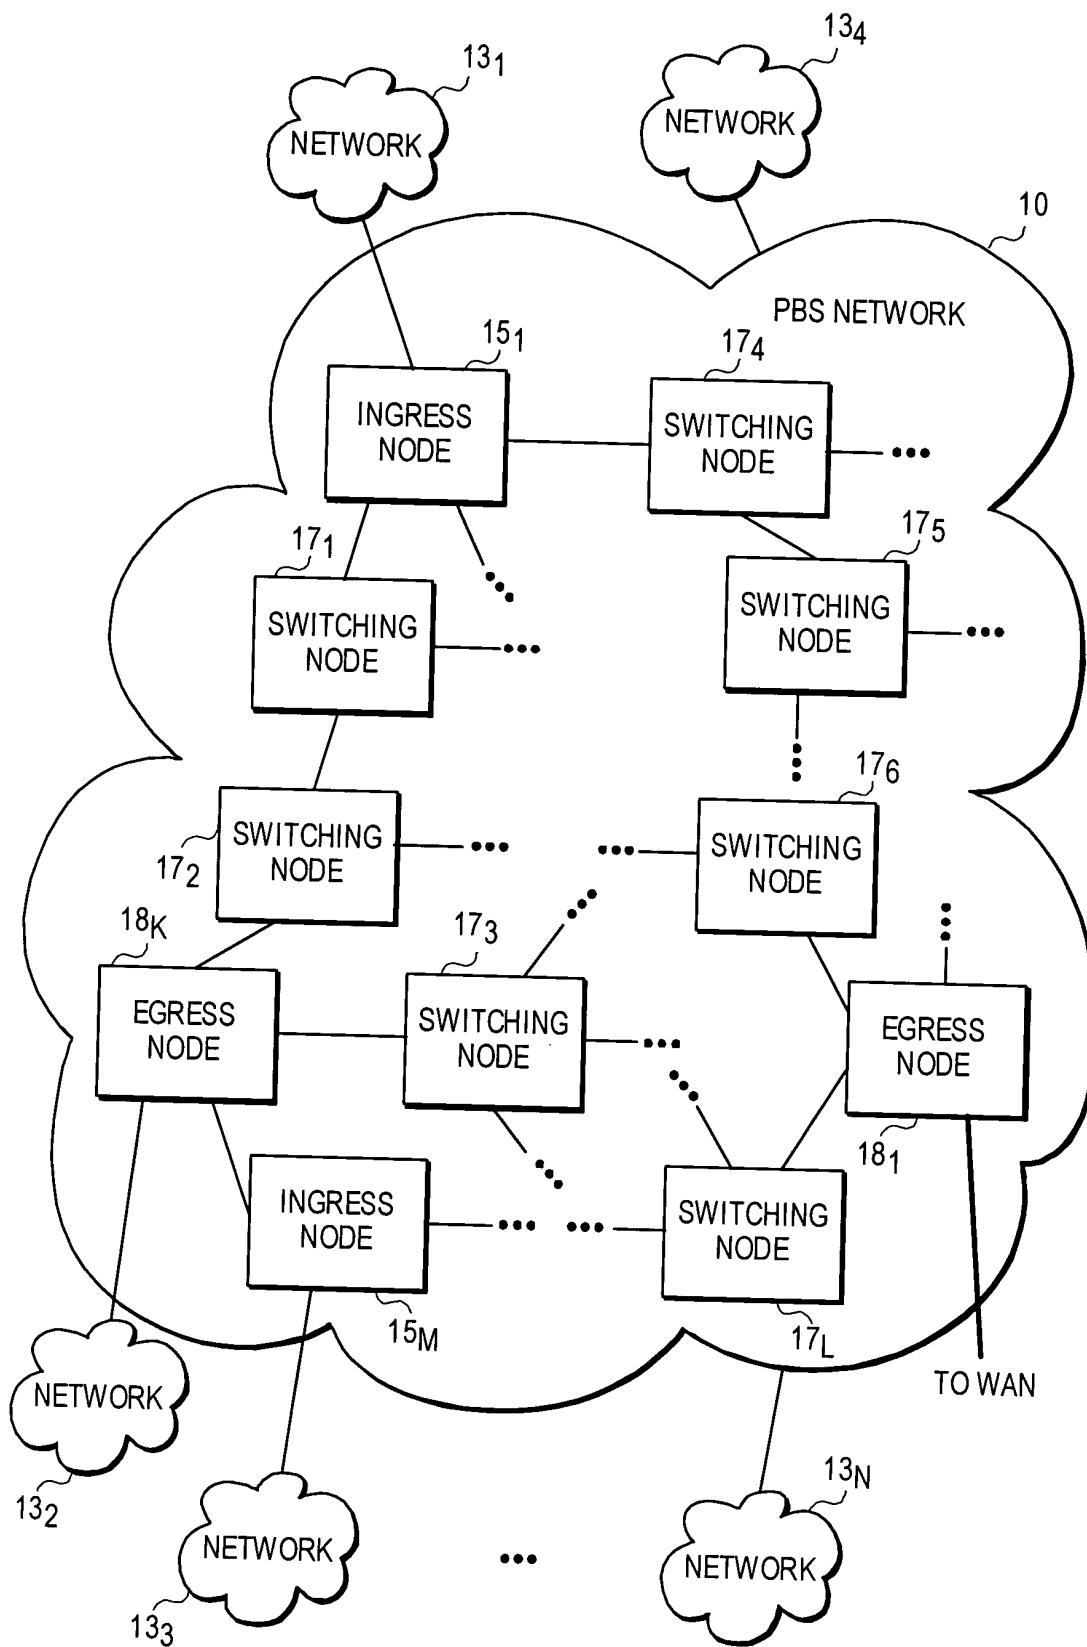 13₁
13₄
NETWORK
NETWORK
10
PBS NETWORK
15₁
17₄
INGRESS
NODE
SWITCHING
NODE
17₁
17₅
SWITCHING
NODE
SWITCHING
NODE
17₆
17₂
SWITCHING
NODE
SWITCHING
NODE
18K
17₃
EGRESS
NODE
SWITCHING
NODE
EGRESS
NODE
18₁
INGRESS
NODE
SWITCHING
NODE
15M
17L
TO WAN
NETWORK
13₂
13N
NETWORK
13₃
NETWORK